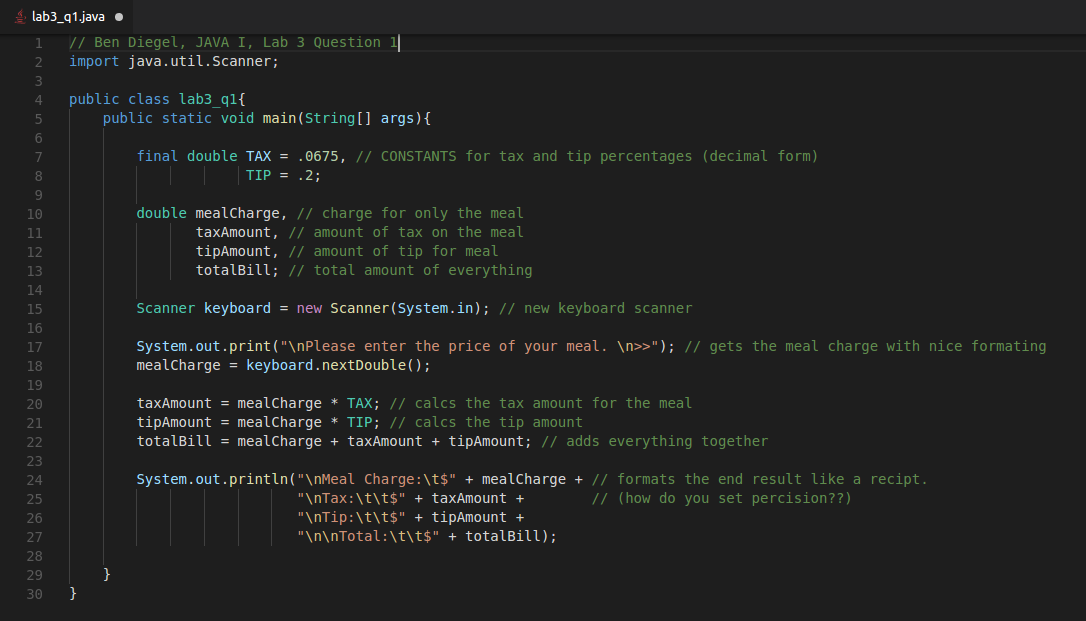 lab3_q1.java
1 // Ben Diegel, JAVA I, Lab 3 Question 1
2 import java.util.Scanner;
3
4 public class lab3_q1{
5 public static void main(String[] args){
6
7 final double TAX = .0675, // CONSTANTS for tax and tip percentages (decimal form)
8 TIP = .2;
9
10 double mealCharge, // charge for only the meal
11 taxAmount, // amount of tax on the meal
12 tipAmount, // amount of tip for meal
13 totalBill; // total amount of everything
14
15 Scanner keyboard = new Scanner(System.in); // new keyboard scanner
16
17 System.out.print("\nPlease enter the price of your meal. \n>>"); // gets the meal charge with nice formating
18 mealCharge = keyboard.nextDouble();
19
20 taxAmount = mealCharge * TAX; // calcs the tax amount for the meal
21 tipAmount = mealCharge * TIP; // calcs the tip amount
22 totalBill = mealCharge + taxAmount + tipAmount; // adds everything together
23
24 System.out.println("\nMeal Charge:\t$" + mealCharge + // formats the end result like a recipt.
25 "\nTax:\t\t$" + taxAmount + // (how do you set percision??)
26 "\nTip:\t\t$" + tipAmount +
27 "\n\nTotal:\t\t$" + totalBill);
28
29 }
30 }